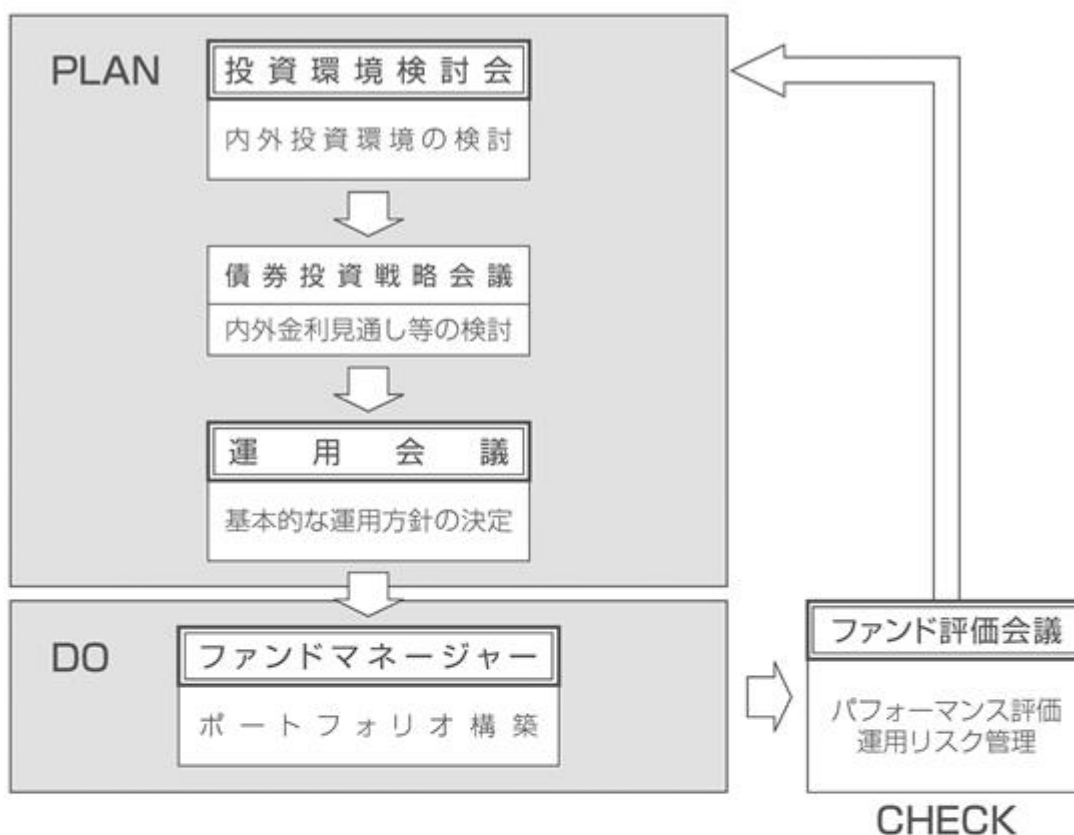 PLAN
投資環境検討会
内外投資環境の検討
債券投資戦略会議
内外金利見通し等の検討
運用会議
基本的な運用方針の決定
DO
ファンドマネージャー
ポートフォリオ構築
ファンド評価会議
パフォーマンス評価
運用リスク管理
CHECK